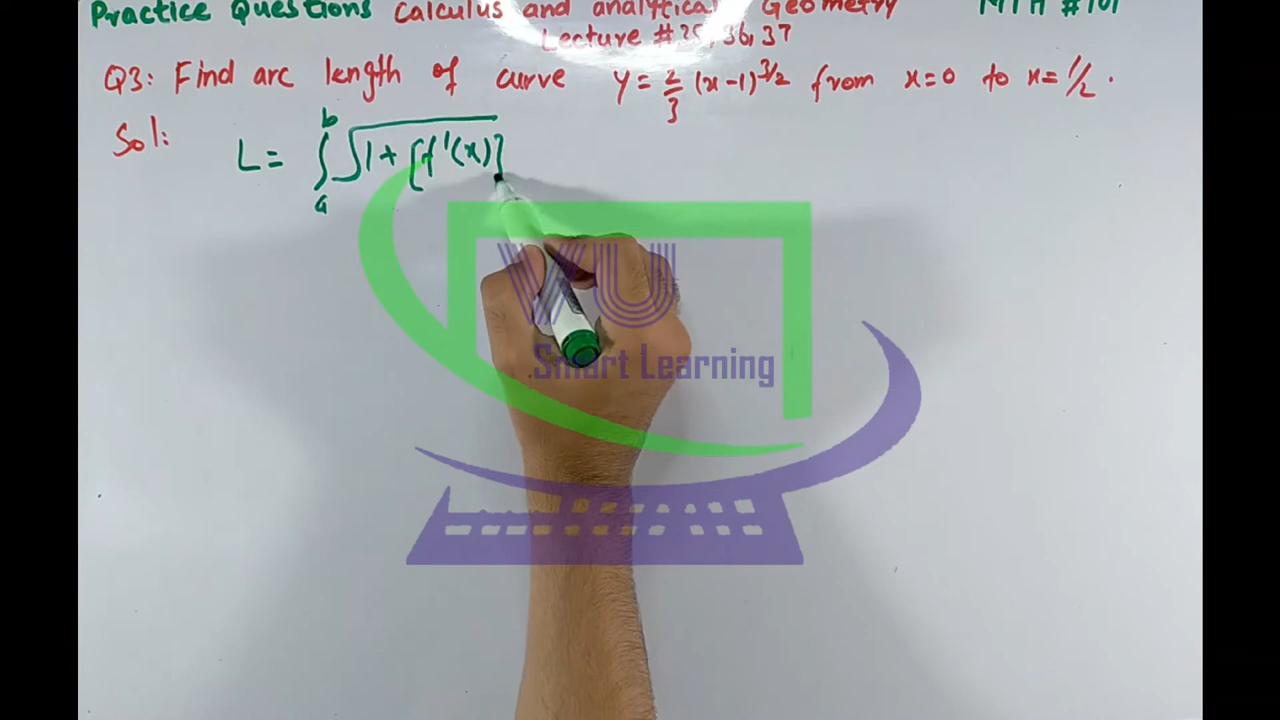 Practice Questions Calculus and analytical Geometry MTH #101
Lecture #35,36,37
Q3: Find arc length of curve y = 2/3 (x-1)^3/2 from x=0 to x=1/2.
Sol: L = ∫_a^b √1+[f'(x)]
VU
Smart Learning